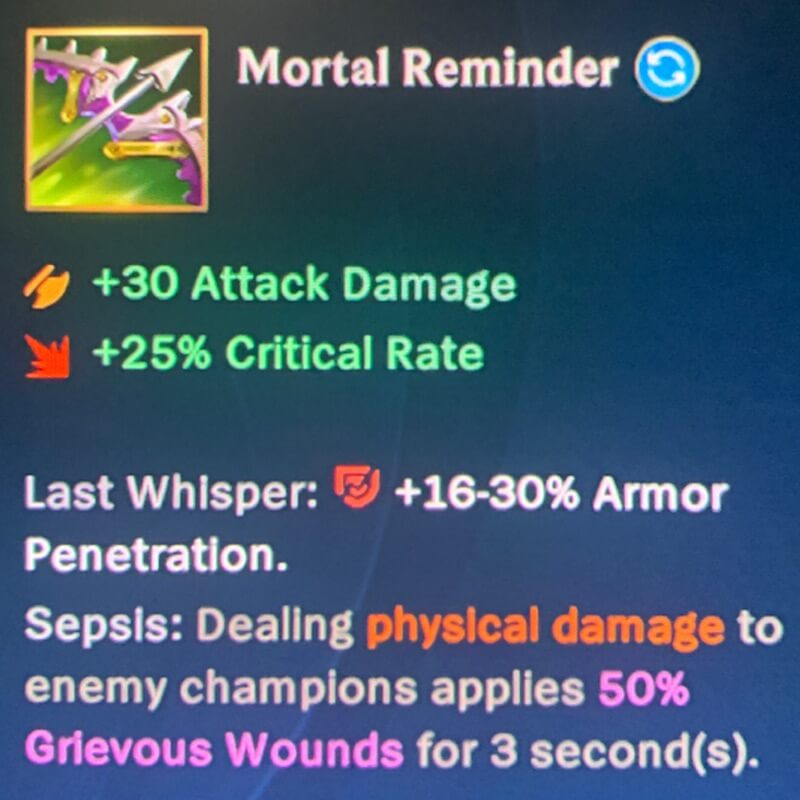 Mortal Reminder
+30 Attack Damage
+25% Critical Rate
Last Whisper: +16-30% Armor
Penetration.
Sepsis: Dealing physical damage to
enemy champions applies 50%
Grievous Wounds for 3 second(s).